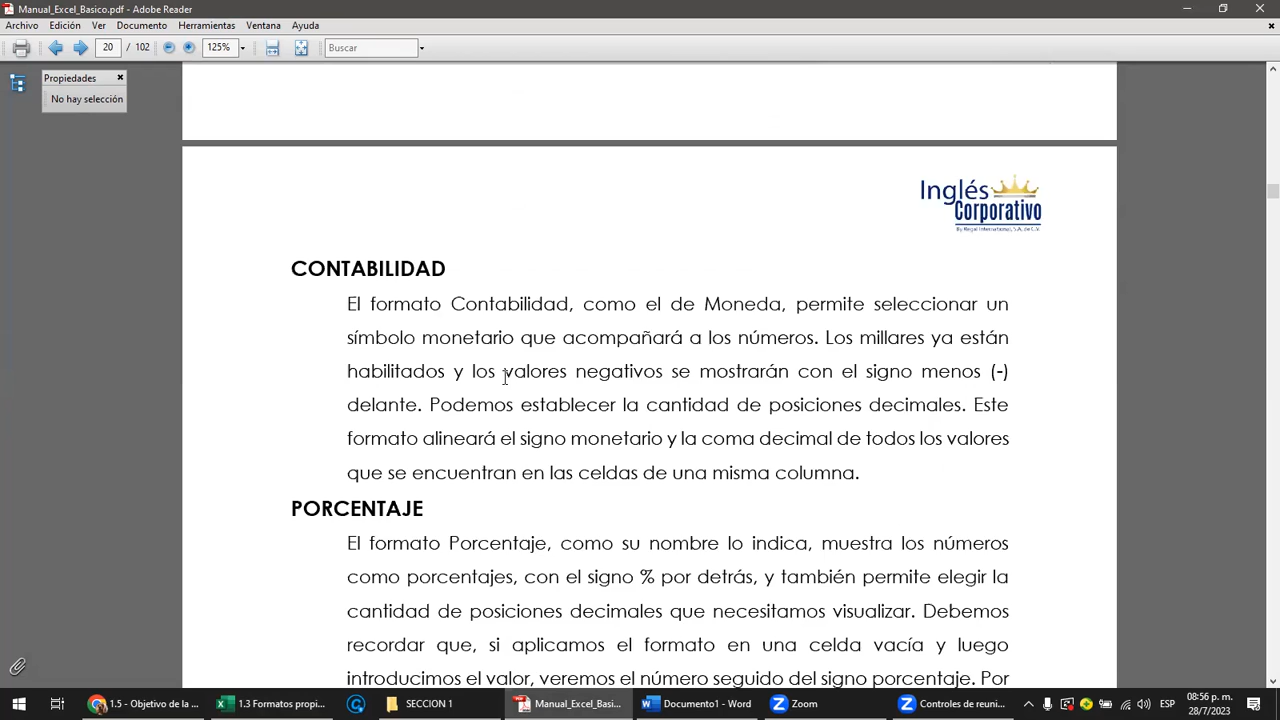 Manual_Excel_Basico.pdf - Adobe Reader
Archivo Edición Ver Documento Herramientas Ventana Ayuda
20 / 102 125% Buscar
Propiedades
No hay selección
Inglés
Corporativo
By Regal International, S.A. de C.V.
CONTABILIDAD
El formato Contabilidad, como el de Moneda, permite seleccionar un
símbolo monetario que acompañará a los números. Los millares ya están
habilitados y los valores negativos se mostrarán con el signo menos (-)
delante. Podemos establecer la cantidad de posiciones decimales. Este
formato alineará el signo monetario y la coma decimal de todos los valores
que se encuentran en las celdas de una misma columna.
PORCENTAJE
El formato Porcentaje, como su nombre lo indica, muestra los números
como porcentajes, con el signo % por detrás, y también permite elegir la
cantidad de posiciones decimales que necesitamos visualizar. Debemos
recordar que, si aplicamos el formato en una celda vacía y luego
introducimos el valor, veremos el número seguido del signo porcentaje. Por
1.5 - Objetivo de la ... 1.3 Formatos propi... SECCION 1 Manual_Excel_Basi... Documento1 - Word Zoom Controles de reuni... ESP 08:56 p. m.
28/7/2023